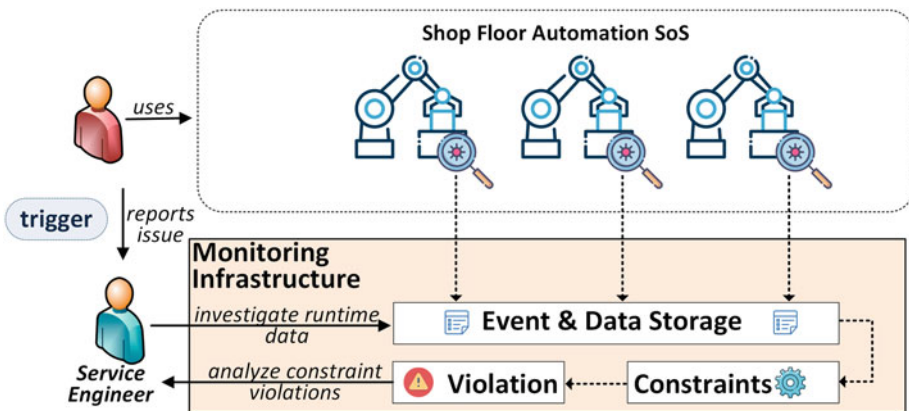 Shop Floor Automation SoS
uses
trigger
reports
issue
Monitoring
Infrastructure
investigate runtime
data
Event & Data Storage
Service
Engineer
analyze constraint
violations
Violation
Constraints